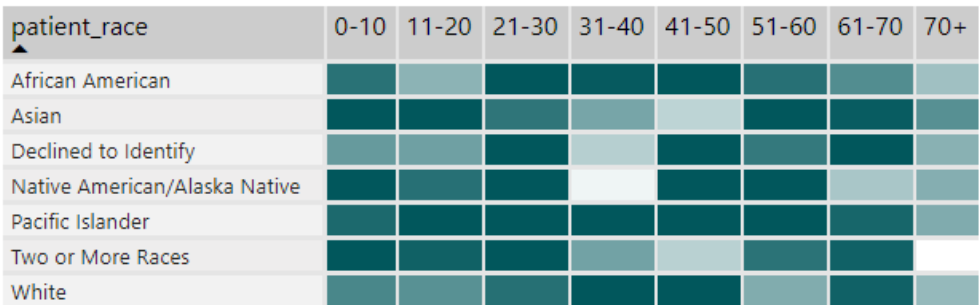 patient_race 0-10 11-20 21-30 31-40 41-50 51-60 61-70 70+
African American
Asian
Declined to Identify
Native American/Alaska Native
Pacific Islander
Two or More Races
White